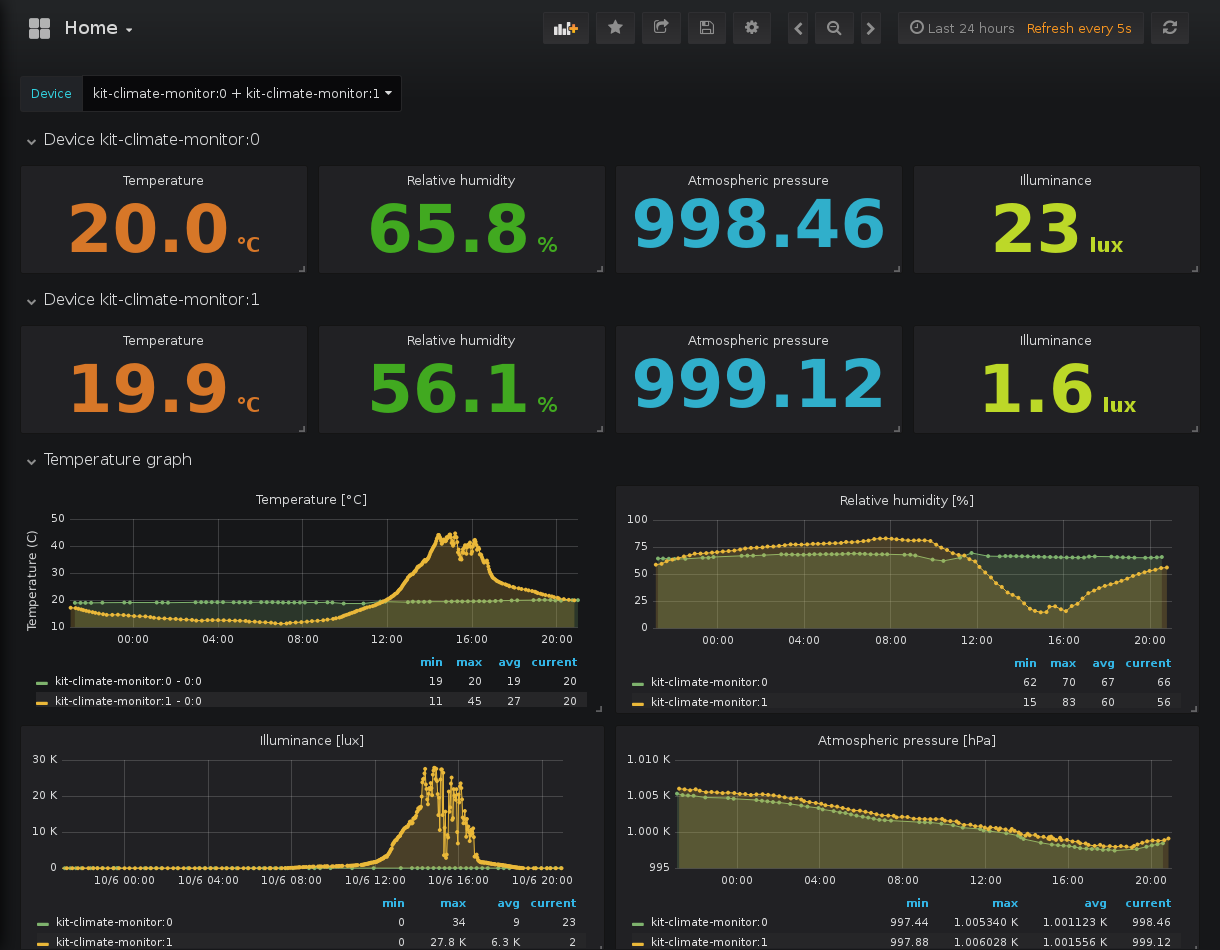 Home
Last 24 hours Refresh every 5s
Device kit-climate-monitor:0 + kit-climate-monitor:1
Device kit-climate-monitor:0
Temperature Relative humidity Atmospheric pressure Illuminance
20.0 °C 65.8 % 998.46 23 lux
Device kit-climate-monitor:1
Temperature Relative humidity Atmospheric pressure Illuminance
19.9 °C 56.1 % 999.12 1.6 lux
Temperature graph
Temperature [°C]
Temperature (C)
50
40
30
20
10
00:00 04:00 08:00 12:00 16:00 20:00
min max avg current
kit-climate-monitor:0 - 0:0 19 20 19 20
kit-climate-monitor:1 - 0:0 11 45 27 20
Relative humidity [%]
100
75
50
25
0
00:00 04:00 08:00 12:00 16:00 20:00
min max avg current
kit-climate-monitor:0 62 70 67 66
kit-climate-monitor:1 15 83 60 56
Illuminance [lux]
30 K
20 K
10 K
0
10/6 00:00 10/6 04:00 10/6 08:00 10/6 12:00 10/6 16:00 10/6 20:00
min max avg current
kit-climate-monitor:0 0 34 9 23
kit-climate-monitor:1 0 27.8 K 6.3 K 2
Atmospheric pressure [hPa]
1.010 K
1.005 K
1.000 K
995
00:00 04:00 08:00 12:00 16:00 20:00
min max avg current
kit-climate-monitor:0 997.44 1.005340 K 1.001123 K 998.46
kit-climate-monitor:1 997.88 1.006028 K 1.001556 K 999.12